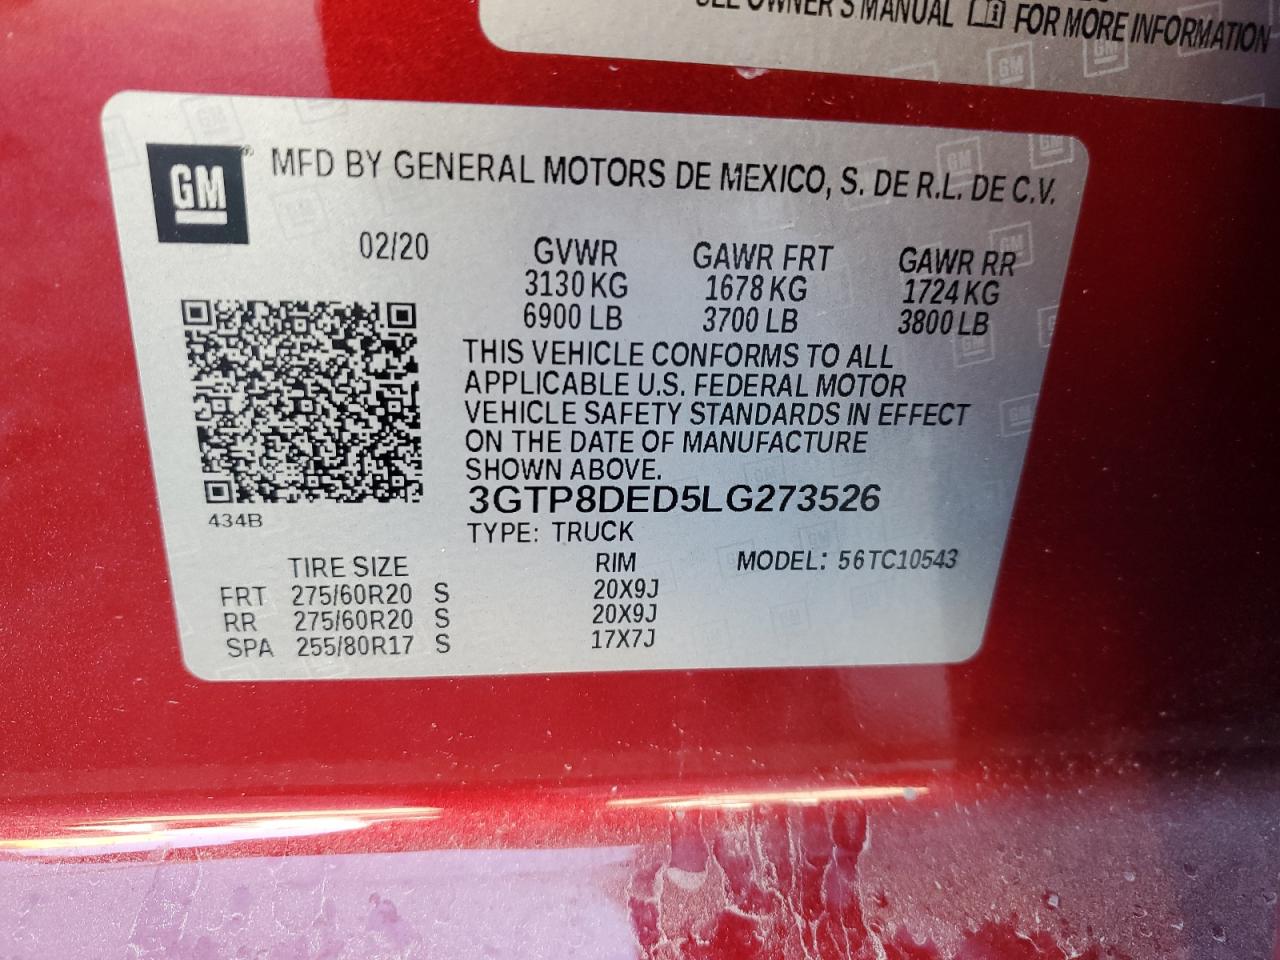 SEE OWNER'S MANUAL FOR MORE INFORMATION
GM
MFD BY GENERAL MOTORS DE MEXICO, S. DE R.L. DE C.V.
02/20 GVWR GAWR FRT GAWR RR
3130 KG 1678 KG 1724 KG
6900 LB 3700 LB 3800 LB
THIS VEHICLE CONFORMS TO ALL
APPLICABLE U.S. FEDERAL MOTOR
VEHICLE SAFETY STANDARDS IN EFFECT
ON THE DATE OF MANUFACTURE
SHOWN ABOVE.
3GTP8DED5LG273526
434B
TYPE: TRUCK
TIRE SIZE RIM MODEL: 56TC10543
FRT 275/60R20 S 20X9J
RR 275/60R20 S 20X9J
SPA 255/80R17 S 17X7J